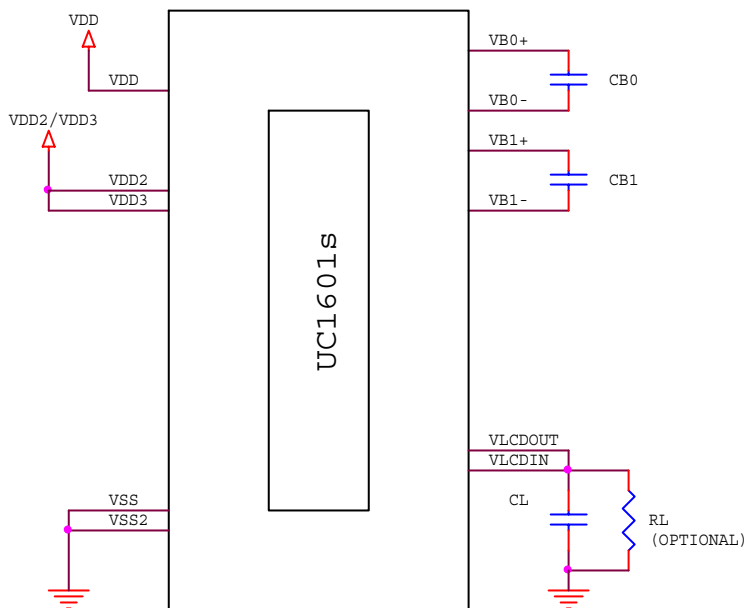 VDD
VDD
VDD2/VDD3
VDD2
VDD3
VSS
VSS2
UC1601s
VB0+
CB0
VB0-
VB1+
CB1
VB1-
VLCDOUT
VLCDIN
CL
RL
(OPTIONAL)